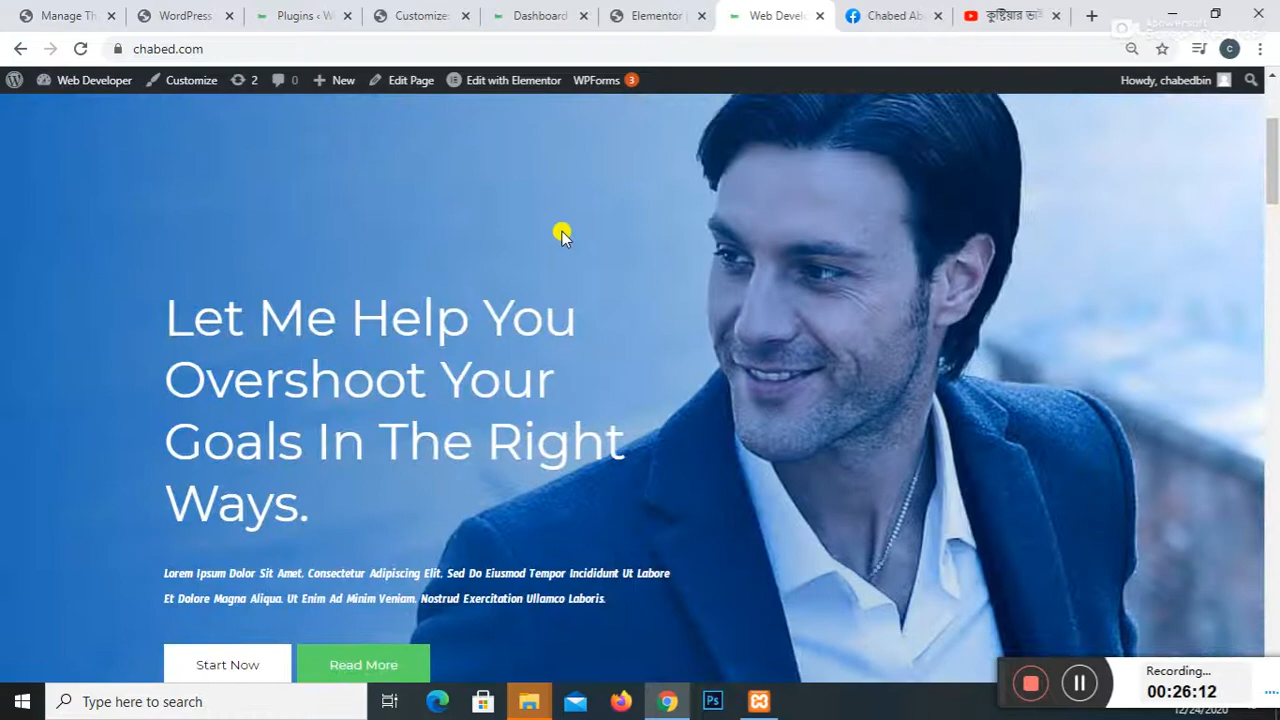 Manage Th
WordPress
Plugins ‹ W
Customize:
Dashboard
Elementor |
Web Develo
Chabed Ab
কুষ্টিয়ার ভাই
chabed.com
Web Developer
Customize
2
0
New
Edit Page
Edit with Elementor
WPForms 3
Howdy, chabedbin
Let Me Help You
Overshoot Your
Goals In The Right
Ways.
Lorem Ipsum Dolor Sit Amet, Consectetur Adipiscing Elit, Sed Do Eiusmod Tempor Incididunt Ut Labore
Et Dolore Magna Aliqua. Ut Enim Ad Minim Veniam, Nostrud Exercitation Ullamco Laboris.
Start Now
Read More
Recording...
00:26:12
Type here to search
12/24/2020